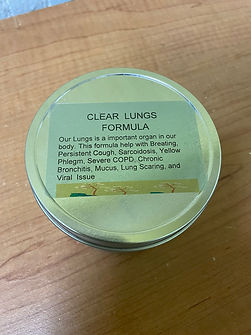 CLEAR LUNGS
FORMULA
Our Lungs is a important organ in our
body. This formula help with Breating,
Persistent Cough, Sarcoidosis, Yellow
Phlegm, Severe COPD, Chronic
Bronchitis, Mucus, Lung Scaring, and
Viral Issue